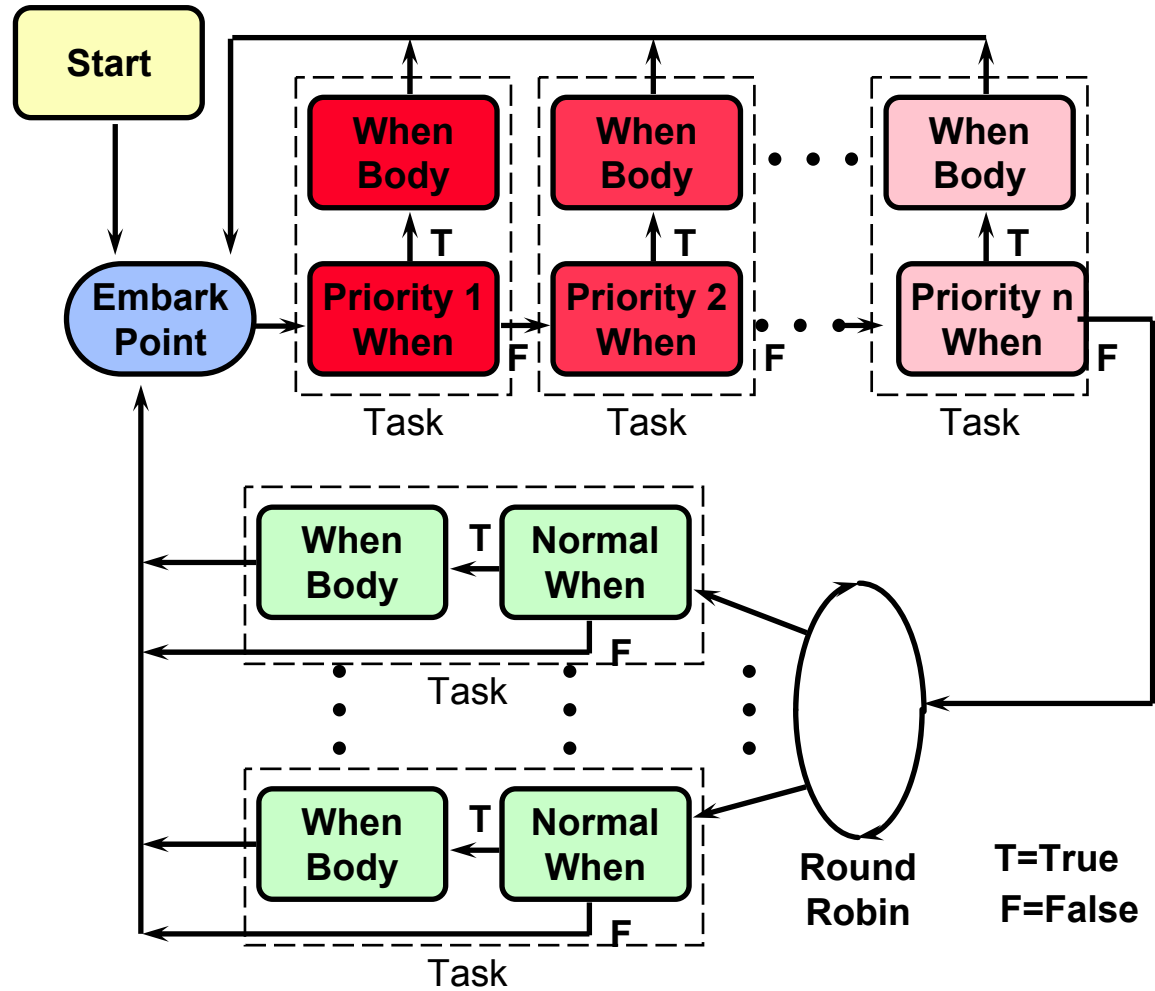 Start
When
Body
When
Body
When
Body
T
T
T
Embark
Point
Priority 1
When
F
Priority 2
When
F
Priority n
When
F
Task
Task
Task
When
Body
T
Normal
When
F
Task
When
Body
T
Normal
When
F
Task
Round
Robin
T=True
F=False